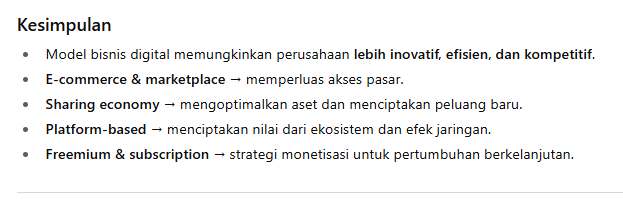 Kesimpulan
• Model bisnis digital memungkinkan perusahaan lebih inovatif, efisien, dan kompetitif.
• E-commerce & marketplace → memperluas akses pasar.
• Sharing economy → mengoptimalkan aset dan menciptakan peluang baru.
• Platform-based → menciptakan nilai dari ekosistem dan efek jaringan.
• Freemium & subscription → strategi monetisasi untuk pertumbuhan berkelanjutan.